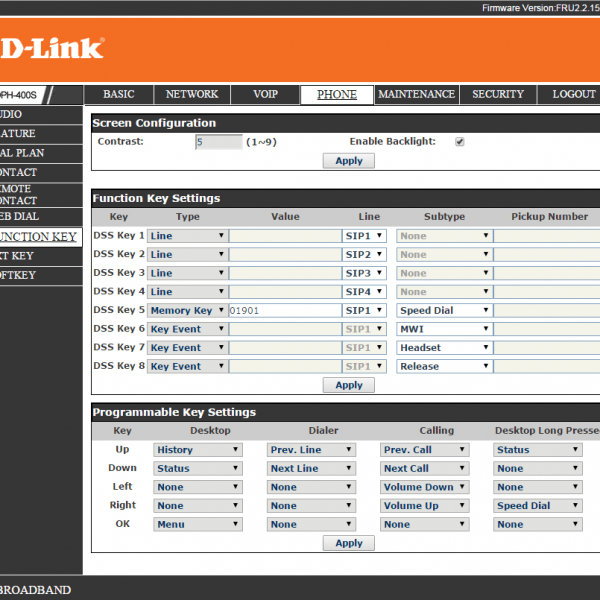 Firmware Version:FRU2.2.15
D-Link
DPH-400S
BASIC NETWORK VOIP PHONE MAINTENANCE SECURITY LOGOUT
UDIO
ATURE
AL PLAN
ONTACT
EMOTE
ONTACT
EB DIAL
UNCTION KEY
XT KEY
OFTKEY
Screen Configuration
Contrast: 5 (1~9) Enable Backlight:
Apply
Function Key Settings
Key Type Value Line Subtype Pickup Number
DSS Key 1 Line SIP1 None
DSS Key 2 Line SIP2 None
DSS Key 3 Line SIP3 None
DSS Key 4 Line SIP4 None
DSS Key 5 Memory Key 01901 SIP1 Speed Dial
DSS Key 6 Key Event SIP1 MWI
DSS Key 7 Key Event SIP1 Headset
DSS Key 8 Key Event SIP1 Release
Apply
Programmable Key Settings
Key Desktop Dialer Calling Desktop Long Presse
Up History Prev. Line Prev. Call Status
Down Status Next Line Next Call None
Left None None Volume Down None
Right None None Volume Up Speed Dial
OK Menu None None None
Apply
BROADBAND